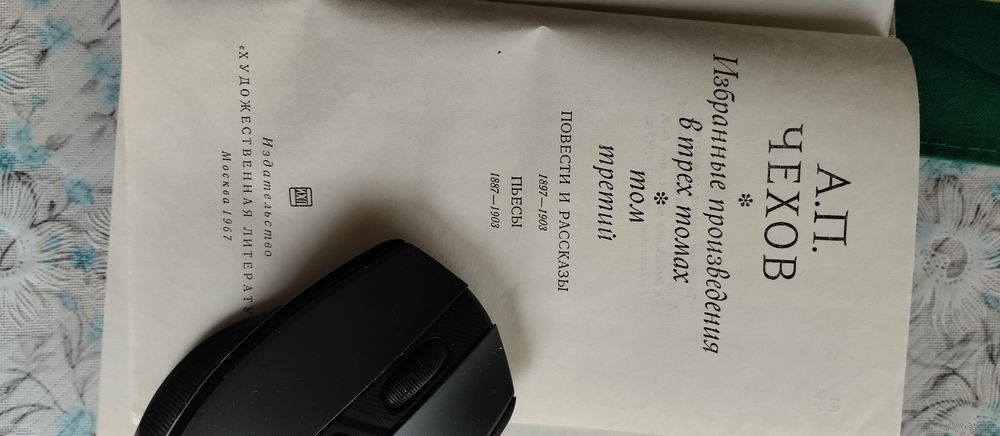 А.П.
ЧЕХОВ
*
Избранные произведения
в трех томах
*
том
третий
ПОВЕСТИ И РАССКАЗЫ
1897—1903
ПЬЕСЫ
1887—1903
Издательство
«ХУДОЖЕСТВЕННАЯ ЛИТЕРАТУ
Москва 1967